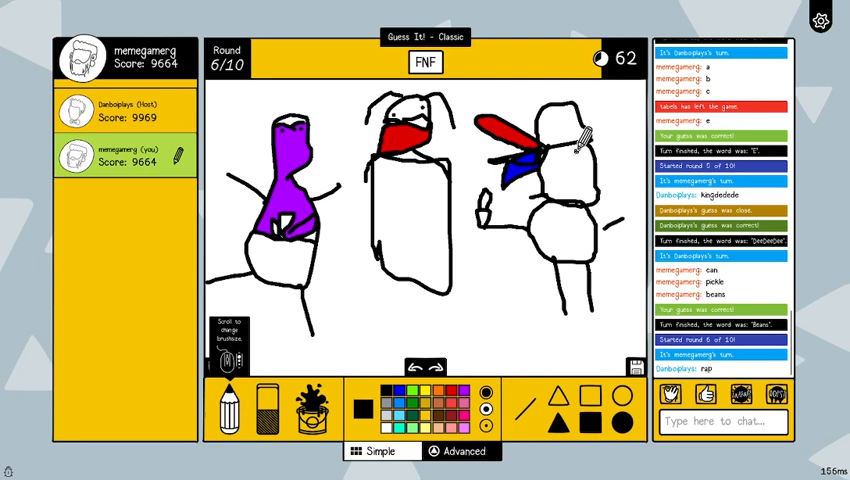 Guess It! - Classic
memegamerg
Score: 9664
Round
6/10
FNF
62
Danboiplays (Host)
Score: 9969
memegamerg (you)
Score: 9664
It's Danboiplays's turn.
memegamerg: a
memegamerg: b
memegamerg: c
tabels has left the game.
memegamerg: e
Your guess was correct!
Turn finished, the word was: "E".
Started round 5 of 10!
It's memegamerg's turn.
Danboiplays: kingdedede
Danboiplays's guess was close.
Danboiplays's guess was correct!
Turn finished, the word was: "DeeDeeDee".
It's Danboiplays's turn.
memegamerg: can
memegamerg: pickle
memegamerg: beans
Your guess was correct!
Turn finished, the word was: "Beans".
Started round 6 of 10!
It's memegamerg's turn.
Danboiplays: rap
Scroll to
change
brushsize.
Type here to chat...
Simple
Advanced
156ms